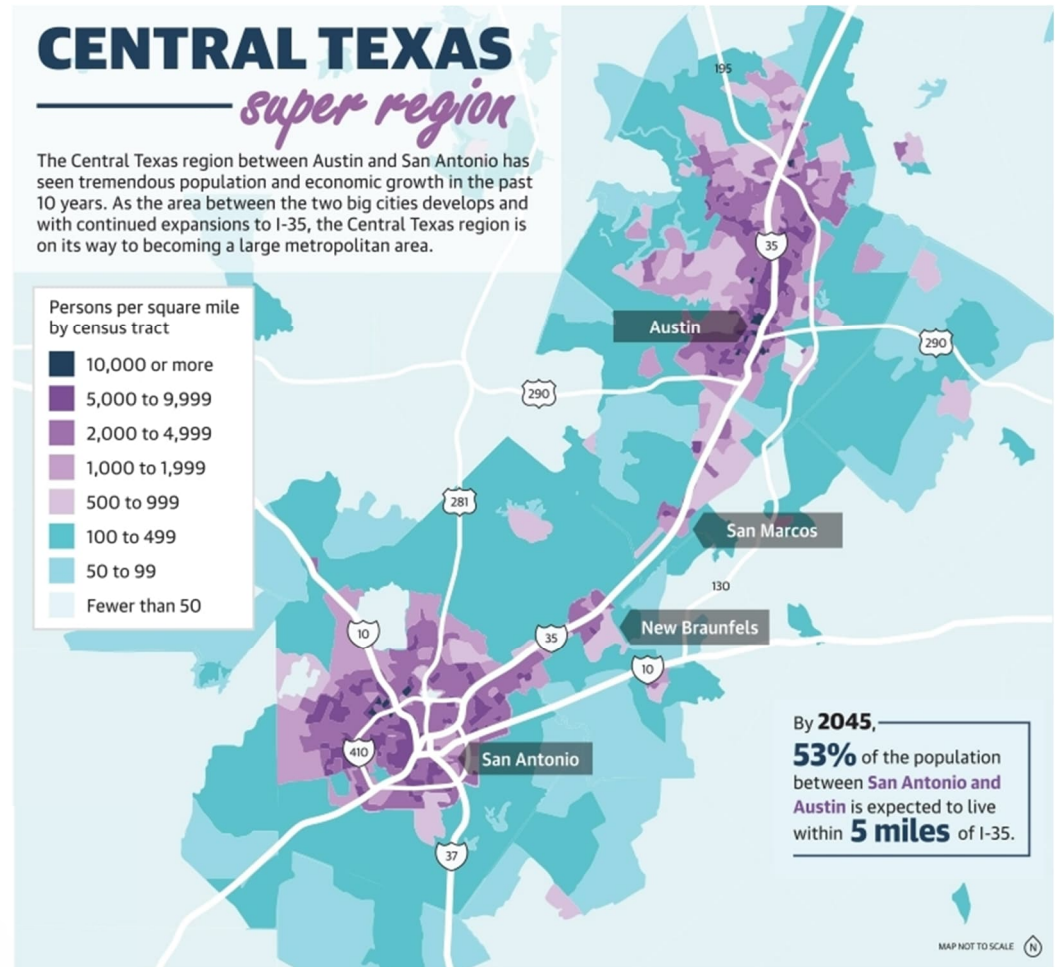 CENTRAL TEXAS
super region
The Central Texas region between Austin and San Antonio has
seen tremendous population and economic growth in the past
10 years. As the area between the two big cities develops and
with continued expansions to I-35, the Central Texas region is
on its way to becoming a large metropolitan area.
Persons per square mile
by census tract
10,000 or more
5,000 to 9,999
2,000 to 4,999
1,000 to 1,999
500 to 999
100 to 499
50 to 99
Fewer than 50
195
35
Austin
290
290
281
San Marcos
130
New Braunfels
10
35
10
410
San Antonio
37
By 2045,
53% of the population
between San Antonio and
Austin is expected to live
within 5 miles of I-35.
MAP NOT TO SCALE
N